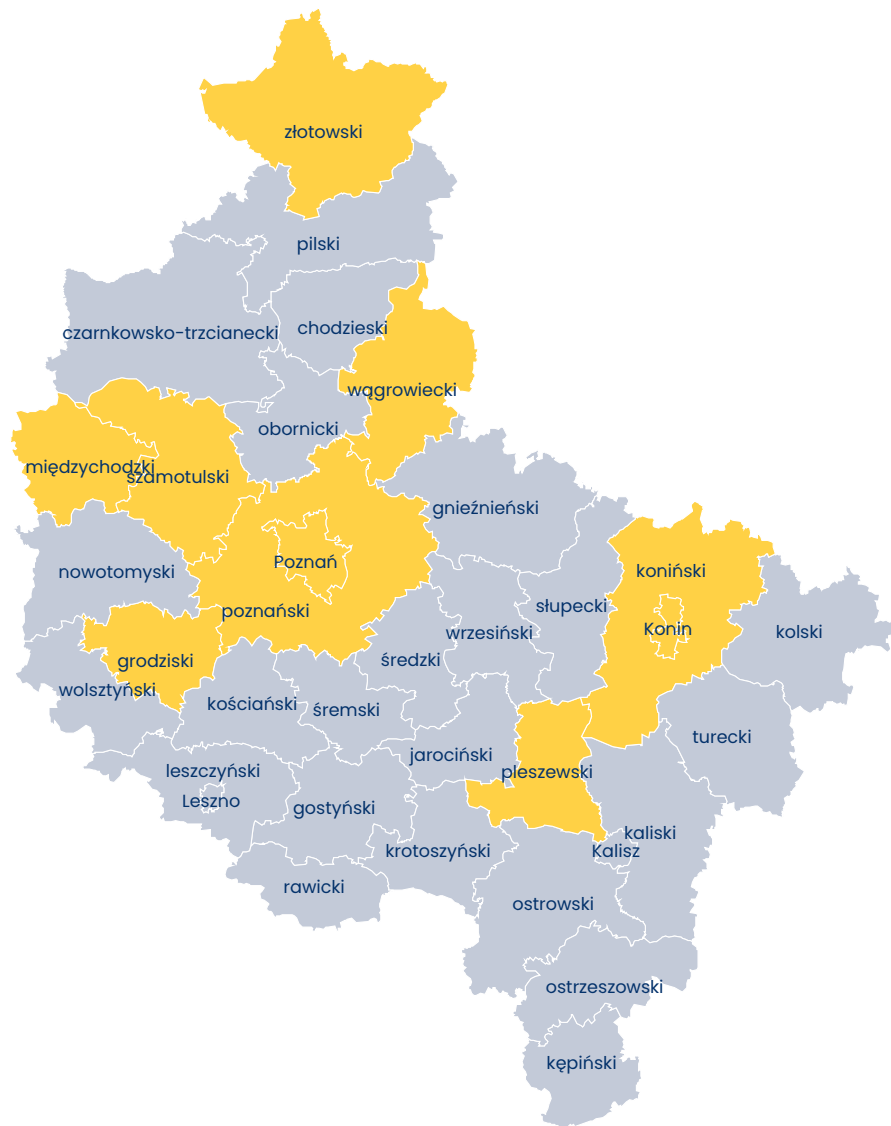 złotowski
pilski
chodzieski
czarnkowsko-trzcianecki
wągrowiecki
obornicki
międzychodzki
szamotulski
gnieźnieński
Poznań
nowotomyski
koniński
słupecki
poznański
Konin
wrzesiński
kolski
średzki
grodziski
wolsztyński
kościański
śremski
turecki
jarociński
leszczyński
pleszewski
Leszno
gostyński
kaliski
krotoszyński
Kalisz
rawicki
ostrowski
ostrzeszowski
kępiński